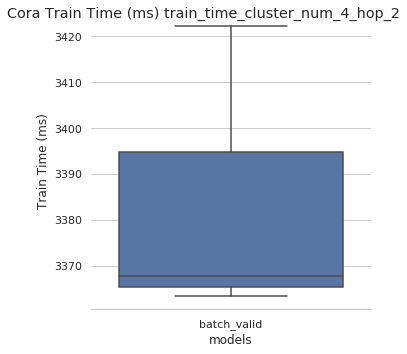 Cora Train Time (ms) train_time_cluster_num_4_hop_2
3420
3410
3400
3390
3380
3370
Train Time (ms)
batch_valid
models